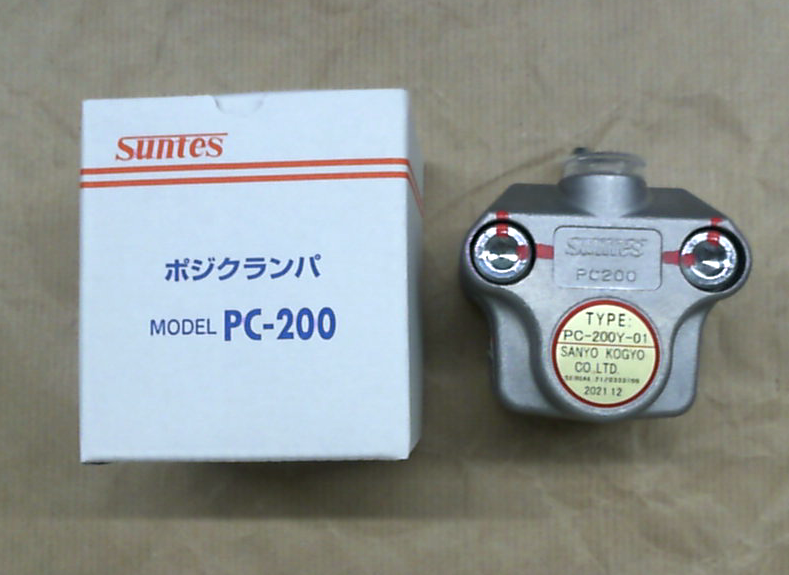 Suntes
ポジクランパ
MODEL PC-200
Suntes
PC200
TYPE:
PC-200Y-01
SANYO KOGYO
CO.,LTD.
2021 12